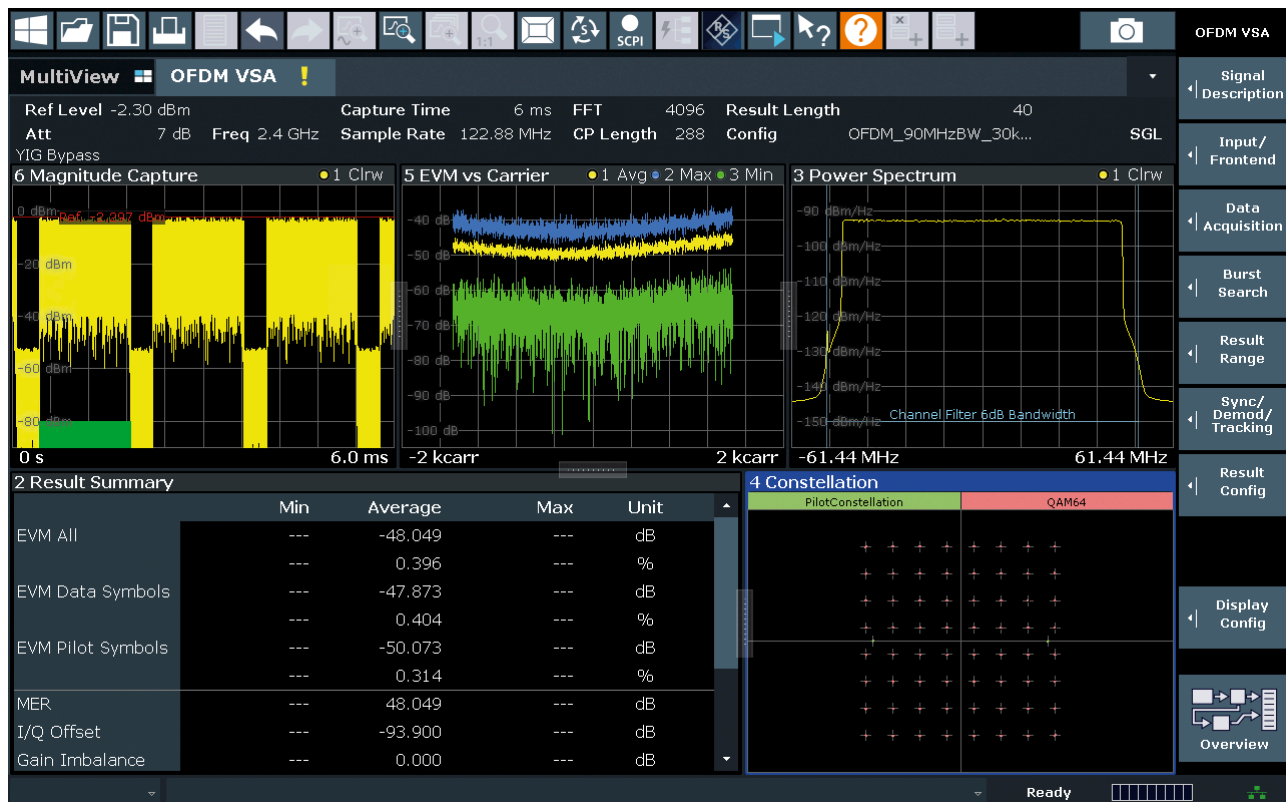 1:1
SCPI
OFDM VSA
MultiView
OFDM VSA
Ref Level -2.30 dBm Capture Time 6 ms FFT 4096 Result Length 40
Att 7 dB Freq 2.4 GHz Sample Rate 122.88 MHz CP Length 288 Config OFDM_90MHzBW_30k... SGL
YIG Bypass
6 Magnitude Capture 1 Clrw
0 dBm
Ref -2.297 dBm
-20 dBm
-40 dBm
-60 dBm
-80 dBm
0 s 6.0 ms
5 EVM vs Carrier 1 Avg 2 Max 3 Min
-40 dB
-50 dB
-60 dB
-70 dB
-80 dB
-90 dB
-100 dB
-2 kcarr 2 kcarr
3 Power Spectrum 1 Clrw
-90 dBm/Hz
-100 dBm/Hz
-110 dBm/Hz
-120 dBm/Hz
-130 dBm/Hz
-140 dBm/Hz
-150 dBm/Hz
Channel Filter 6dB Bandwidth
-61.44 MHz 61.44 MHz
2 Result Summary
Min Average Max Unit
EVM All --- -48.049 --- dB
--- 0.396 --- %
EVM Data Symbols --- -47.873 --- dB
--- 0.404 --- %
EVM Pilot Symbols --- -50.073 --- dB
--- 0.314 --- %
MER --- 48.049 --- dB
I/Q Offset --- -93.900 --- dB
Gain Imbalance --- 0.000 --- dB
4 Constellation
PilotConstellation QAM64
Signal
Description
Input/
Frontend
Data
Acquisition
Burst
Search
Result
Range
Sync/
Demod/
Tracking
Result
Config
Display
Config
Overview
Ready